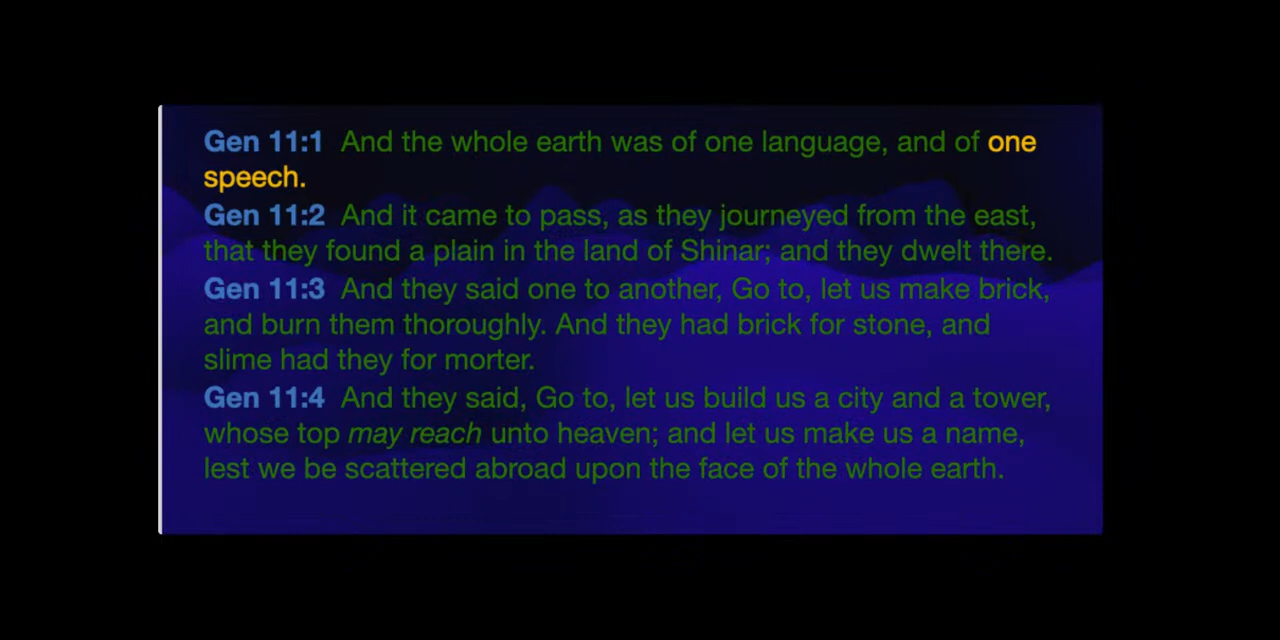 Gen 11:1 And the whole earth was of one language, and of one
speech.
Gen 11:2 And it came to pass, as they journeyed from the east,
that they found a plain in the land of Shinar; and they dwelt there.
Gen 11:3 And they said one to another, Go to, let us make brick,
and burn them thoroughly. And they had brick for stone, and
slime had they for morter.
Gen 11:4 And they said, Go to, let us build us a city and a tower,
whose top may reach unto heaven; and let us make us a name,
lest we be scattered abroad upon the face of the whole earth.